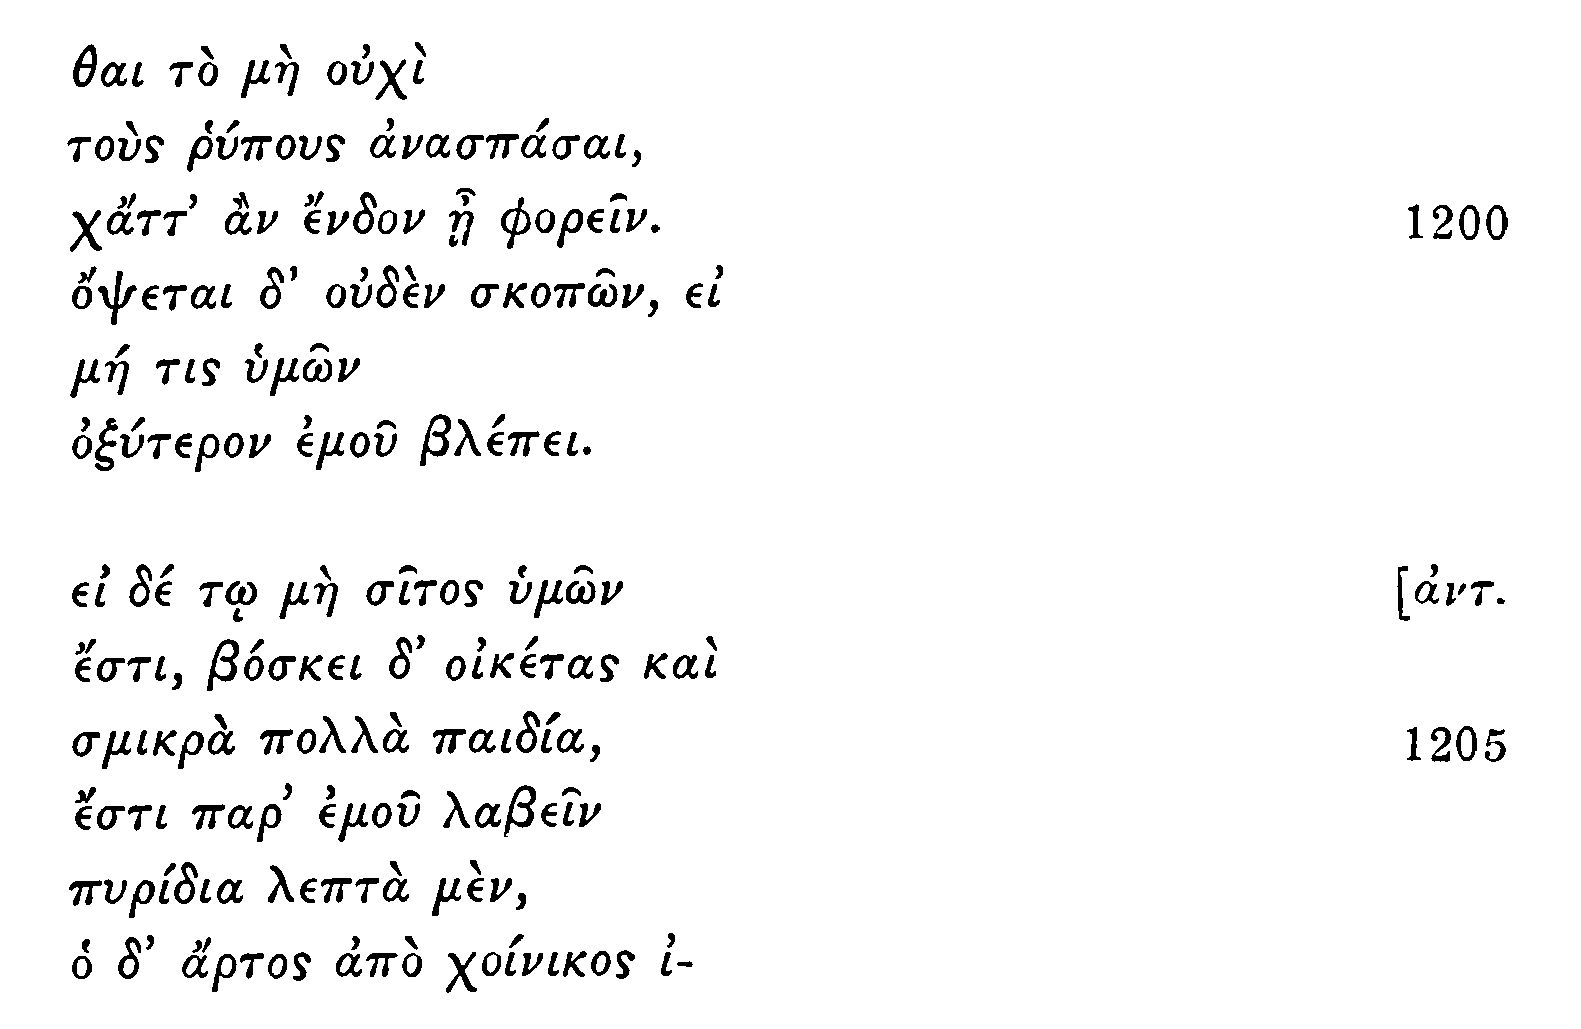 θαι τὸ μὴ οὐχὶ
τοὺς ῥύπους ἀνασπάσαι,
χἄττ’ ἂν ἔνδον ᾖ φορεῖν. 1200
ὄψεται δ’ οὐδὲν σκοπῶν, εἰ
μή τις ὑμῶν
ὀξύτερον ἐμοῦ βλέπει.
εἰ δέ τῳ μὴ σῖτος ὑμῶν [ἀντ.
ἔστι, βόσκει δ’ οἰκέτας καὶ
σμικρὰ πολλὰ παιδία, 1205
ἔστι παρ’ ἐμοῦ λαβεῖν
πυρίδια λεπτὰ μὲν,
ὁ δ’ ἄρτος ἀπὸ χοίνικος ἰ-